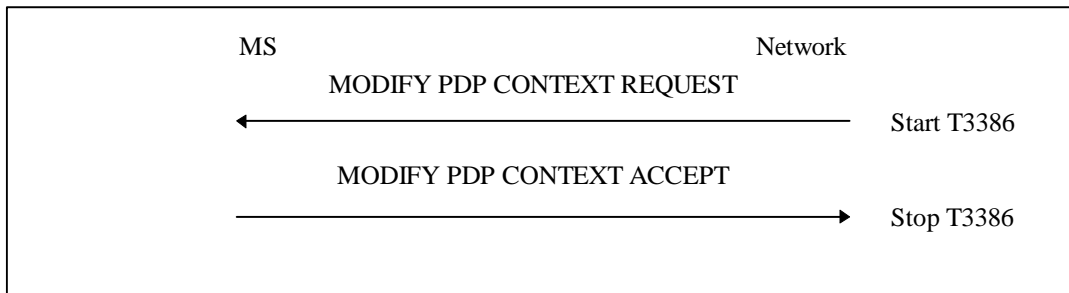 MS Network
MODIFY PDP CONTEXT REQUEST
Start T3386
MODIFY PDP CONTEXT ACCEPT
Stop T3386